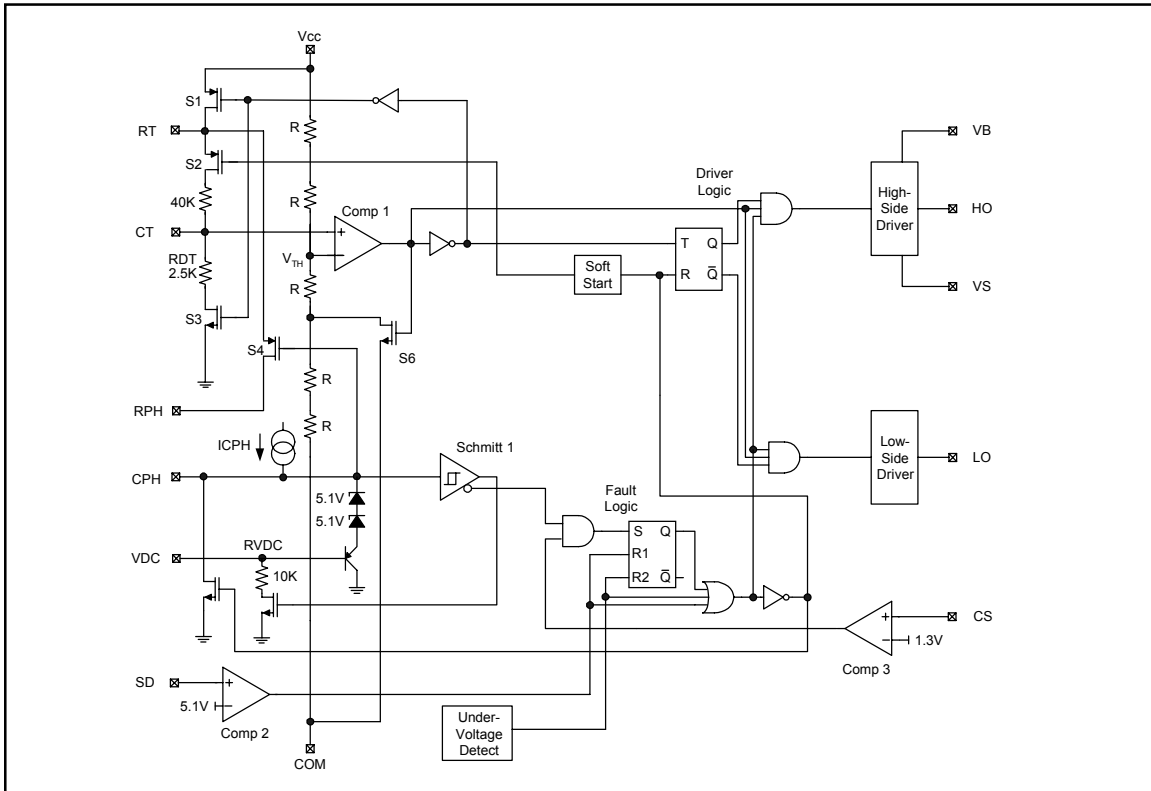 Vcc
S1
R
RT
VB
S2
Driver
Logic
40K
R
Comp 1
High-
Side
Driver
HO
CT
+
T Q
VTH
−
RDT
2.5K
Soft
Start
R Q̅
R
VS
S3
S4
S6
R
RPH
R
ICPH
Schmitt 1
Low-
Side
Driver
LO
CPH
5.1V
Fault
Logic
5.1V
S Q
RVDC
R1
VDC
10K
R2 Q̅
+
CS
−
1.3V
Comp 3
SD
+
5.1V
−
Comp 2
Under-
Voltage
Detect
COM